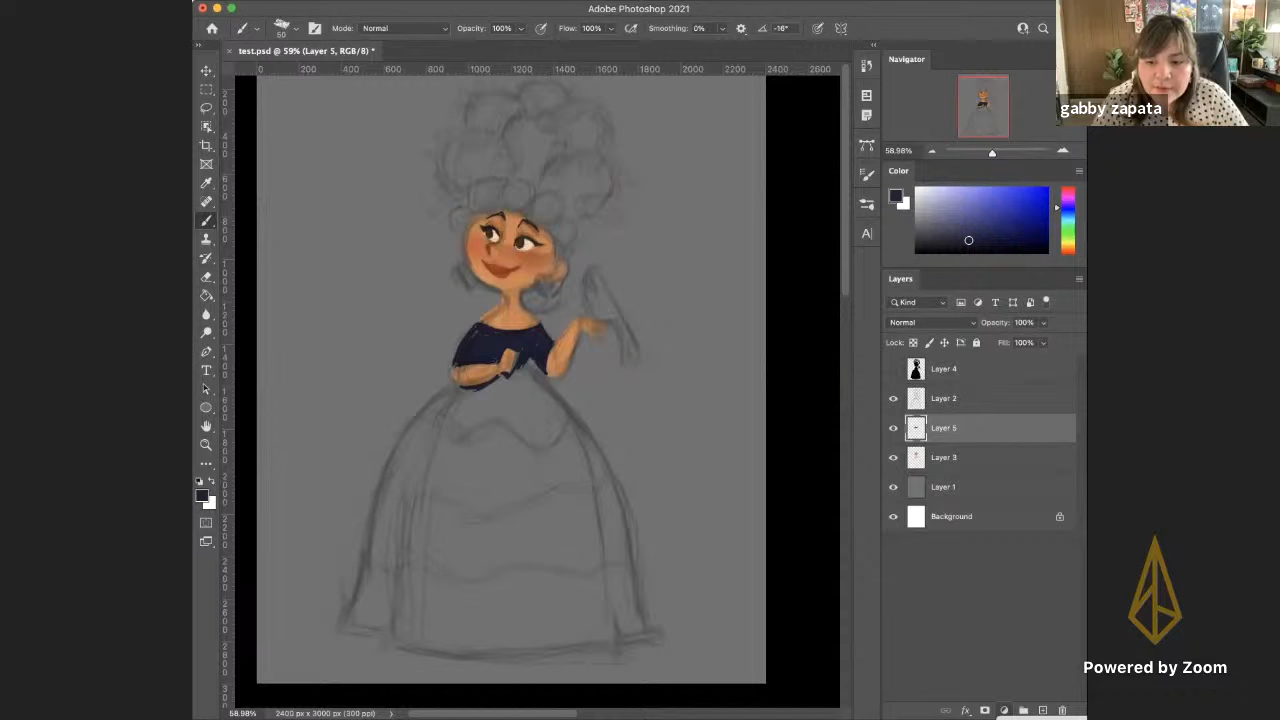 Adobe Photoshop 2021
50
Mode: Normal
Opacity: 100%
Flow: 100%
Smoothing: 0%
-16°
× test.psd @ 59% (Layer 5, RGB/8) *
0 200 400 600 800 1000 1200 1400 1600 1800 2000 2200 2400 2600
Navigator
58.98%
Color
Layers
Kind
Normal
Opacity: 100%
Lock:
Fill: 100%
Layer 4
Layer 2
Layer 5
Layer 3
Layer 1
Background
58.98% 2400 px x 3000 px (300 ppi)
gabby zapata
Powered by Zoom